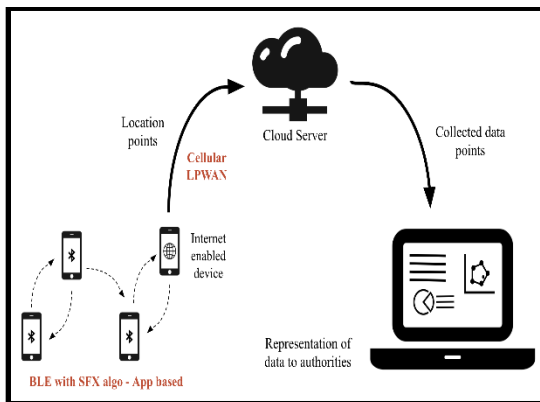 Cloud Server
Location
points
Cellular
LPWAN
Collected data
points
Internet
enabled
device
BLE with SFX algo - App based
Representation of
data to authorities